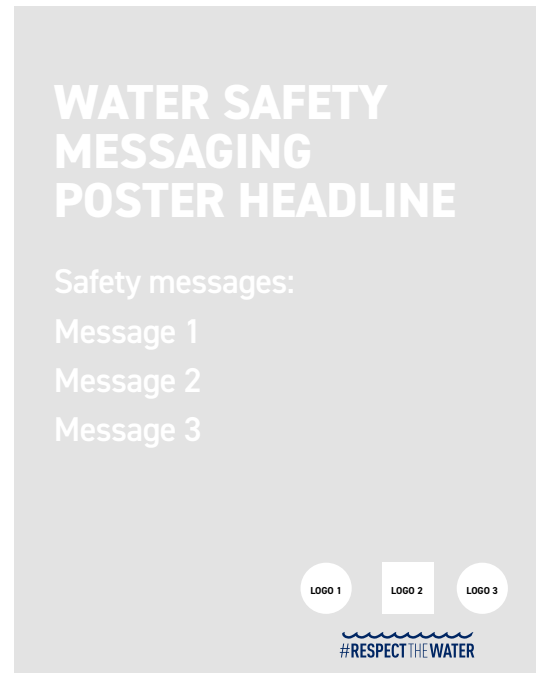 WATER SAFETY
MESSAGING
POSTER HEADLINE
Safety messages:
Message 1
Message 2
Message 3
LOGO 1 LOGO 2 LOGO 3
#RESPECTTHEWATER